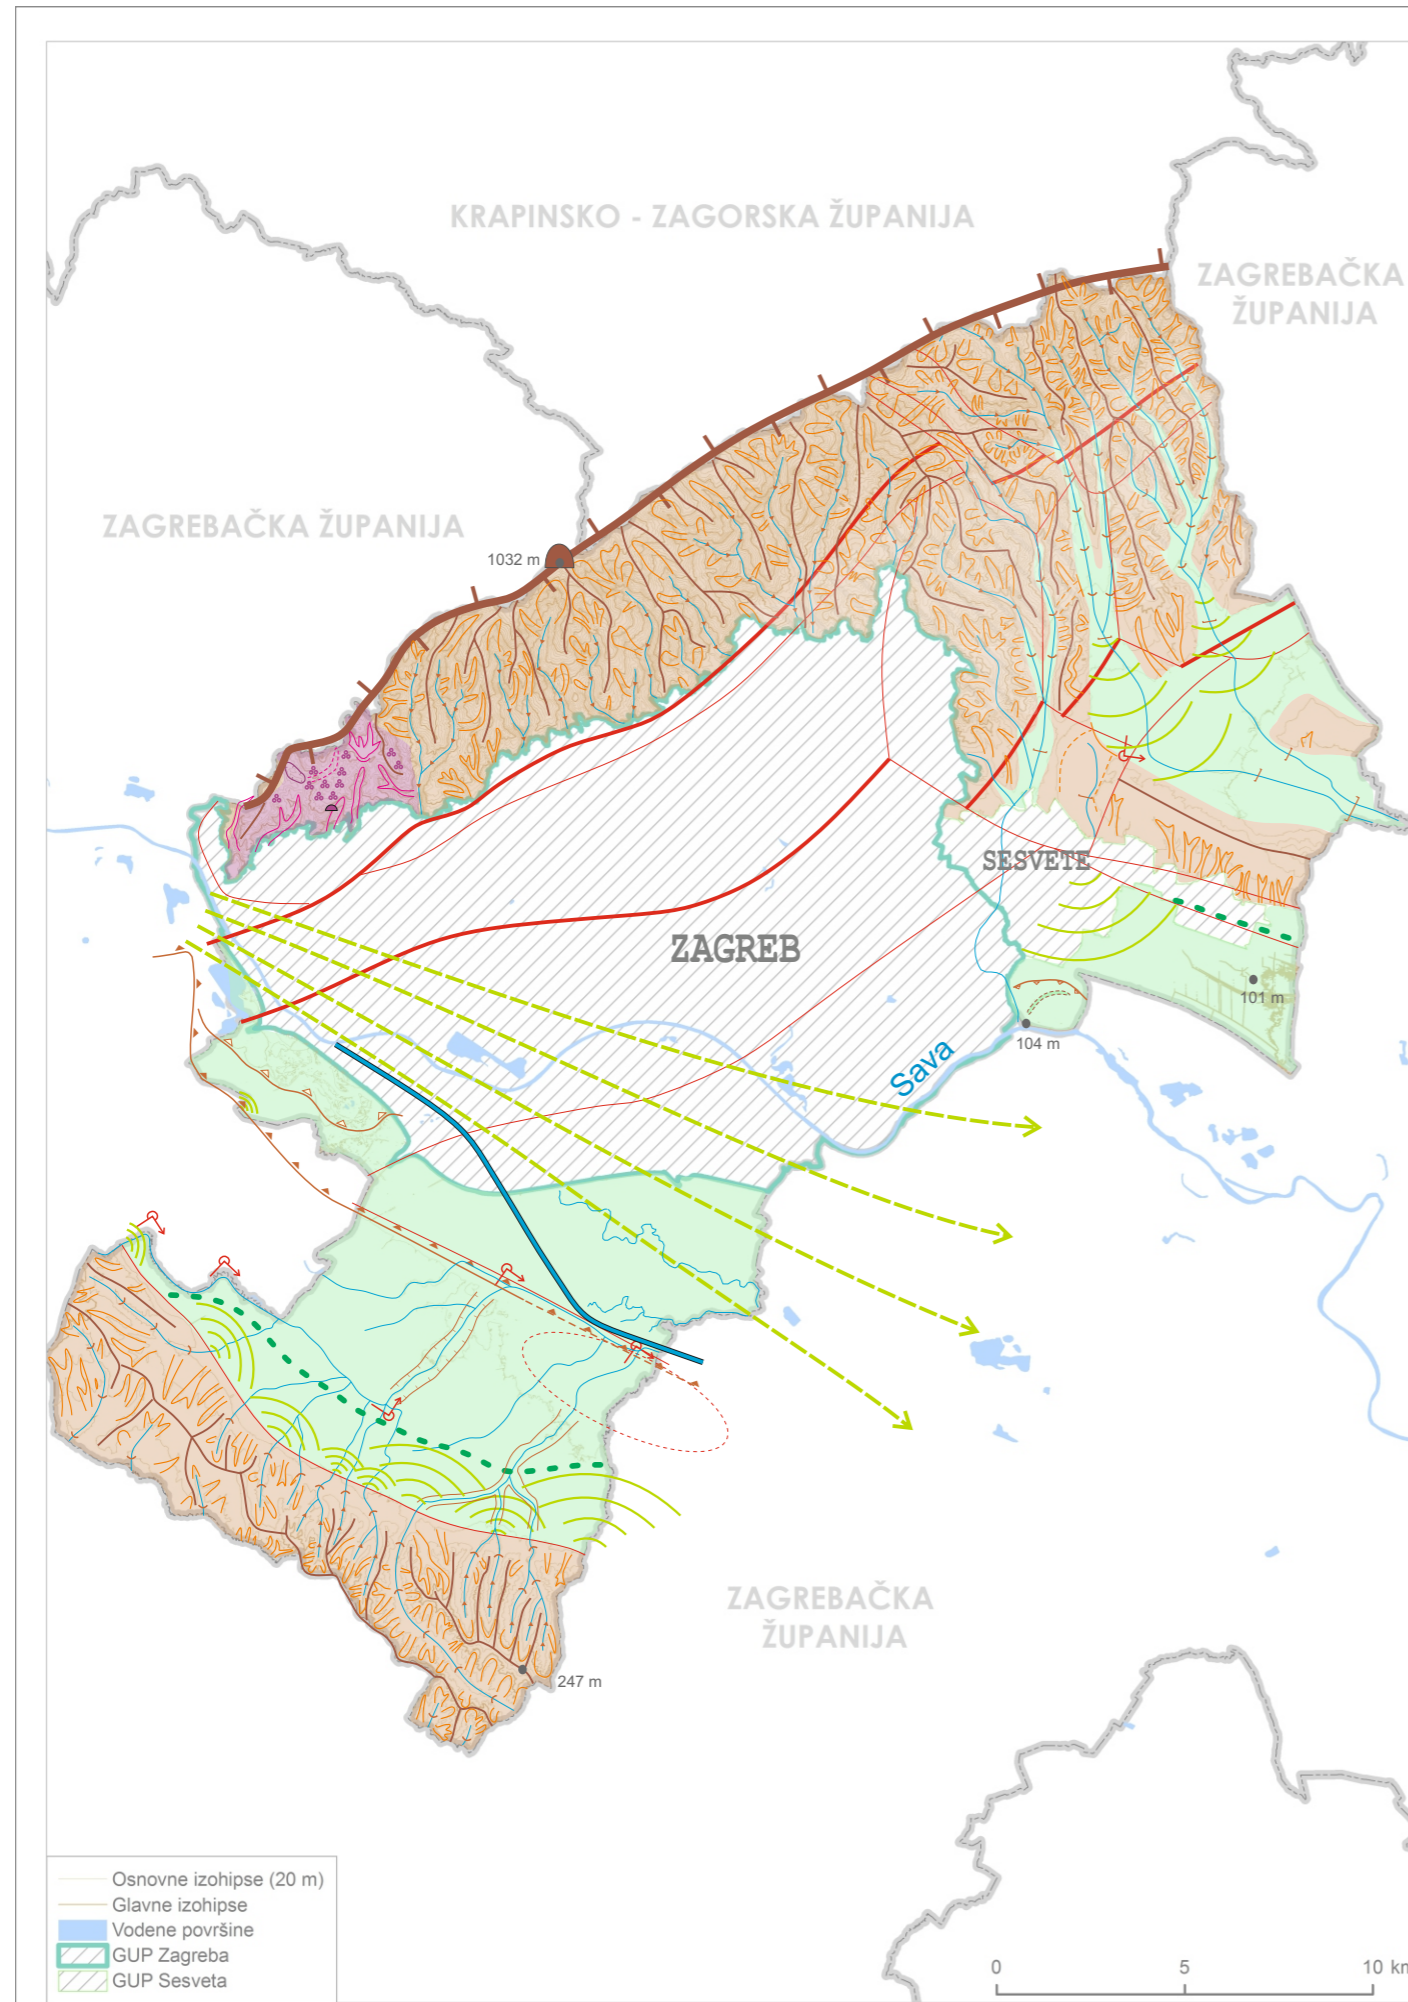 KRAPINSKO - ZAGORSKA ŽUPANIJA
ZAGREBAČKA
ŽUPANIJA
ZAGREBAČKA ŽUPANIJA
1032 m
SESVETE
ZAGREB
101 m
104 m
Sava
ZAGREBAČKA
ŽUPANIJA
247 m
Osnovne izohipse (20 m)
Glavne izohipse
Vodene površine
GUP Zagreba
GUP Sesveta
0 5 10 km